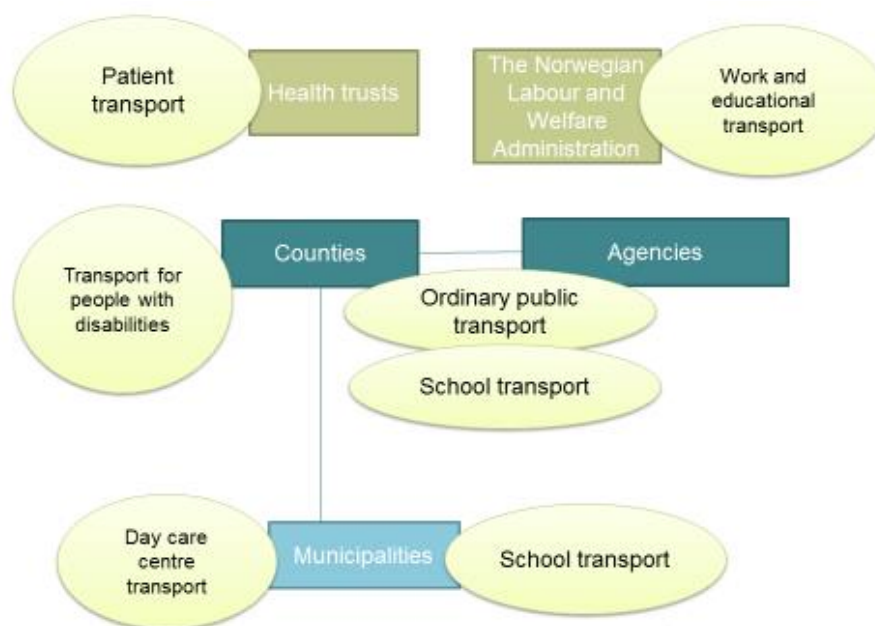 Patient
transport
Health trusts
The Norwegian
Labour and
Welfare
Administration
Work and
educational
transport
Counties
Agencies
Transport for
people with
disabilities
Ordinary public
transport
School transport
Day care
centre
transport
Municipalities
School transport